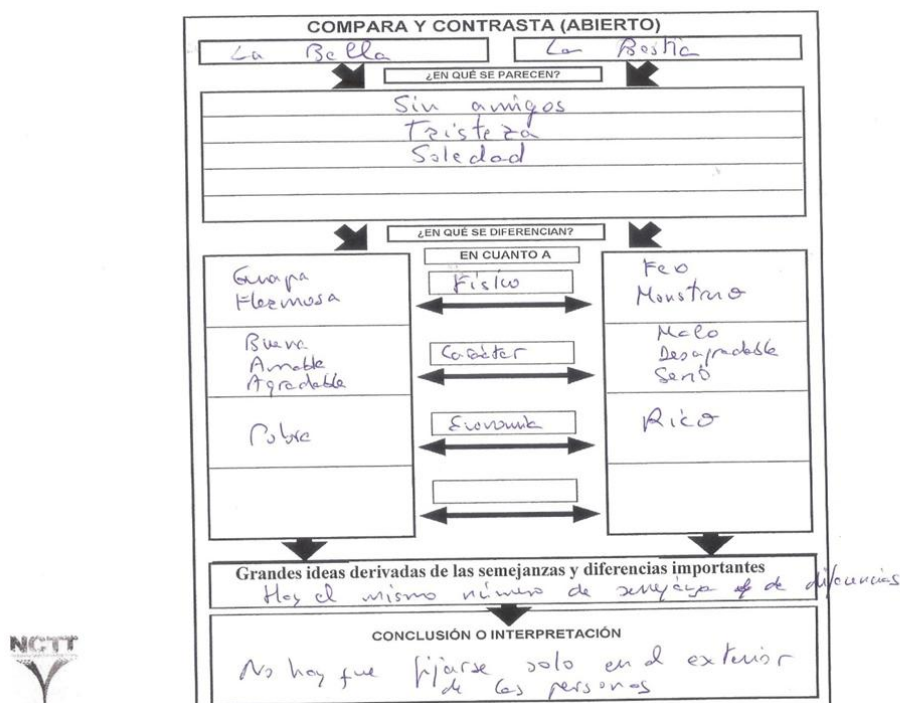 COMPARA Y CONTRASTA (ABIERTO)
La Bella
La Bestia
¿EN QUÉ SE PARECEN?
Sin amigos
Tristeza
Soledad
¿EN QUÉ SE DIFERENCIAN?
EN CUANTO A
Guapa
Hermosa
Físico
Feo
Monstruo
Buena
Amable
Agradable
Carácter
Malo
Desagradable
Serio
Pobre
Economía
Rico
Grandes ideas derivadas de las semejanzas y diferencias importantes
Hay el mismo número de semejanza de diferencias
CONCLUSIÓN O INTERPRETACIÓN
No hay que fijarse solo en el exterior
de las personas
NCTT